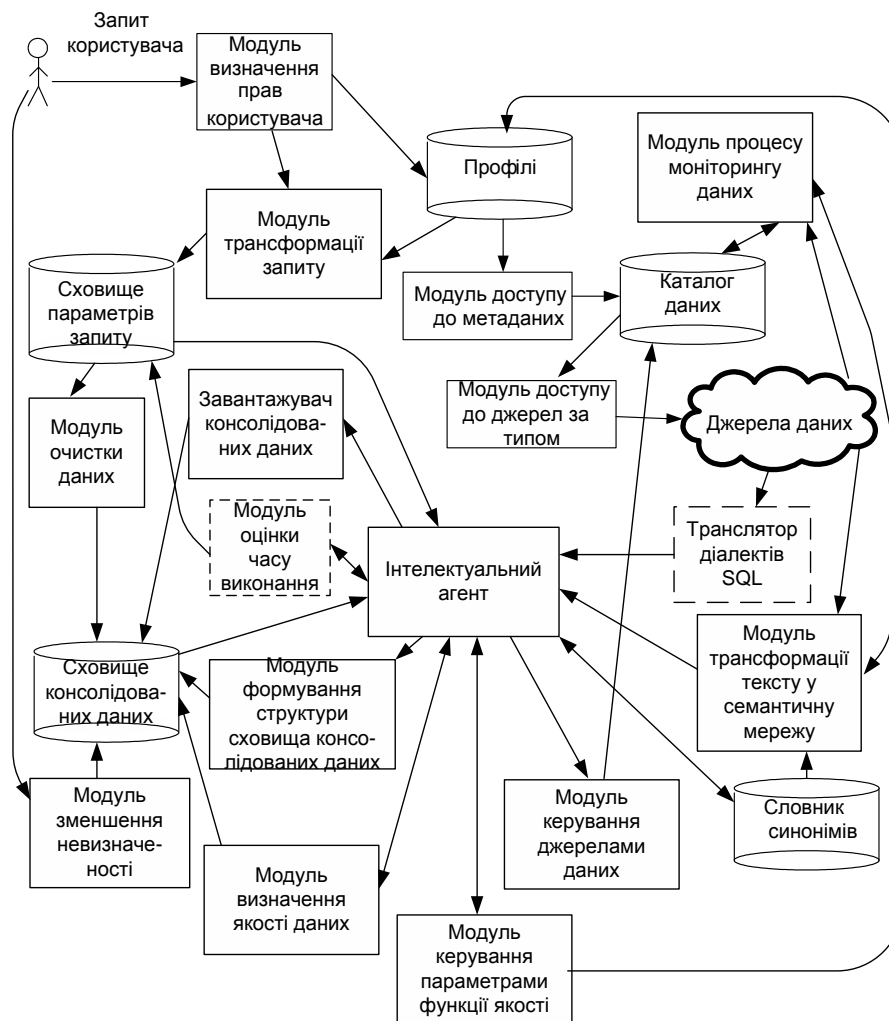 Запит
користувача
Модуль
визначення
прав
користувача
Профілі
Модуль процесу
моніторингу
даних
Модуль
трансформації
запиту
Сховище
параметрів
запиту
Модуль доступу
до метаданих
Каталог
даних
Модуль доступу
до джерел за
типом
Джерела даних
Модуль
очистки
даних
Завантажувач
консолідова-
них даних
Модуль
оцінки
часу
виконання
Інтелектуальний
агент
Транслятор
діалектів
SQL
Сховище
консолідова-
них даних
Модуль
формування
структури
сховища консо-
лідованих даних
Модуль
трансформації
тексту у
семантичну
мережу
Модуль
зменшення
невизначе-
ності
Модуль
визначення
якості даних
Модуль
керування
джерелами
даних
Словник
синонімів
Модуль
керування
параметрами
функції якості